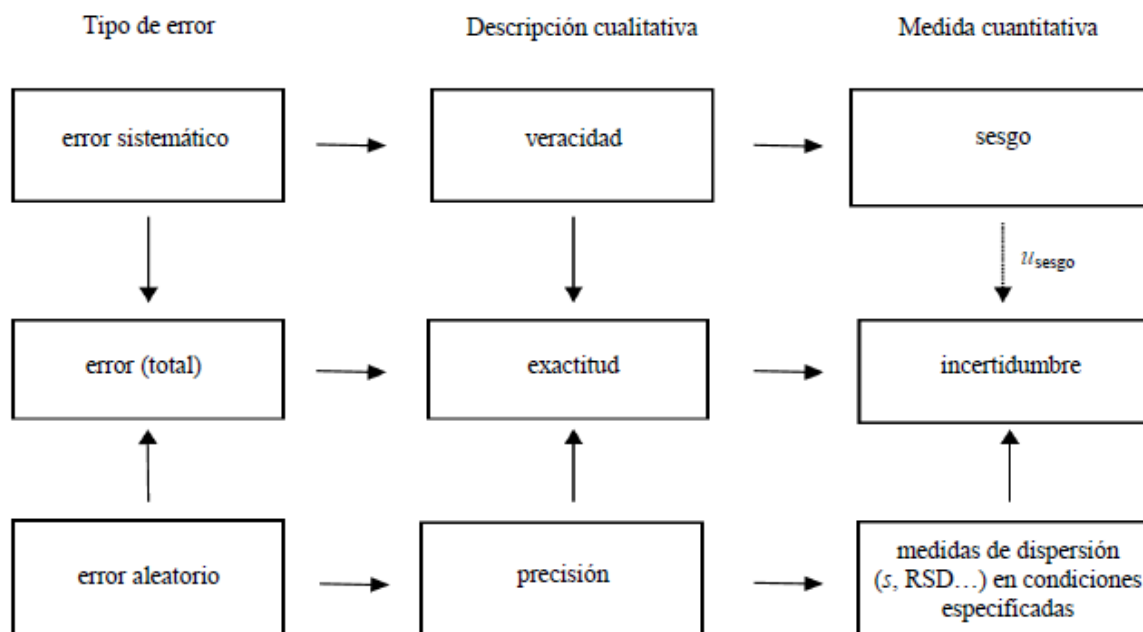 Tipo de error
Descripción cualitativa
Medida cuantitativa
error sistemático
veracidad
sesgo
usesgo
error (total)
exactitud
incertidumbre
error aleatorio
precisión
medidas de dispersión
(s, RSD…) en condiciones
especificadas